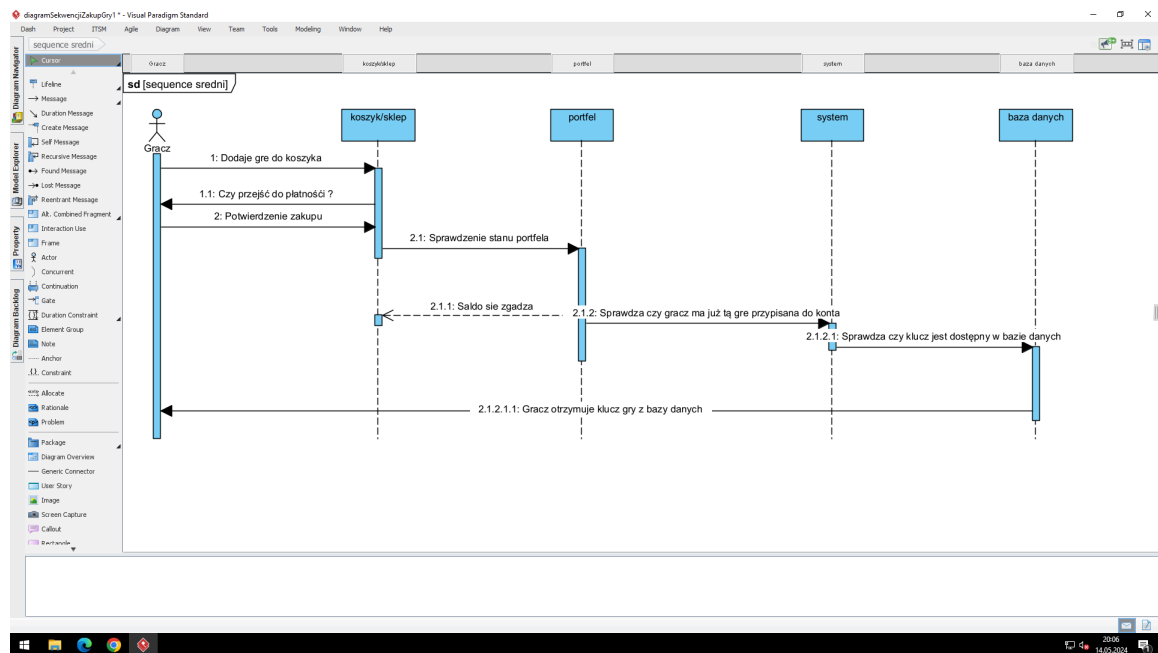 diagramSekwencjiZakupGry1 * - Visual Paradigm Standard
Dash Project ITSM Agile Diagram View Team Tools Modeling Window Help
sequence sredni
Cursor
Lifeline
Message
Duration Message
Create Message
Self Message
Recursive Message
Found Message
Lost Message
Reentrant Message
Alt. Combined Fragment
Interaction Use
Frame
Actor
Concurrent
Continuation
Gate
Duration Constraint
Element Group
Note
Anchor
Constraint
Allocate
Rationale
Problem
Package
Diagram Overview
Generic Connector
User Story
Image
Screen Capture
Callout
Rectangle
Diagram Navigator
Model Explorer
Property
Diagram Backlog
Gracz koszyk/sklep portfel system baza danych
sd [sequence sredni]
koszyk/sklep portfel system baza danych
Gracz
1: Dodaje gre do koszyka
1.1: Czy przejść do płatnośći ?
2: Potwierdzenie zakupu
2.1: Sprawdzenie stanu portfela
2.1.1: Saldo sie zgadza
2.1.2: Sprawdza czy gracz ma już tą gre przypisana do konta
2.1.2.1: Sprawdza czy klucz jest dostępny w bazie danych
2.1.2.1.1: Gracz otrzymuje klucz gry z bazy danych
20:06
14.05.2024